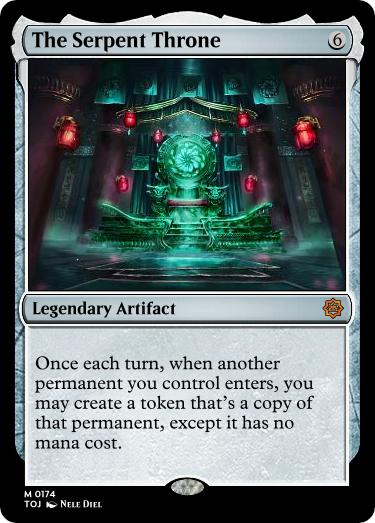 The Serpent Throne 6
Legendary Artifact
Once each turn, when another
permanent you control enters, you
may create a token that's a copy of
that permanent, except it has no
mana cost.
M 0174
TOJ Nele Diel